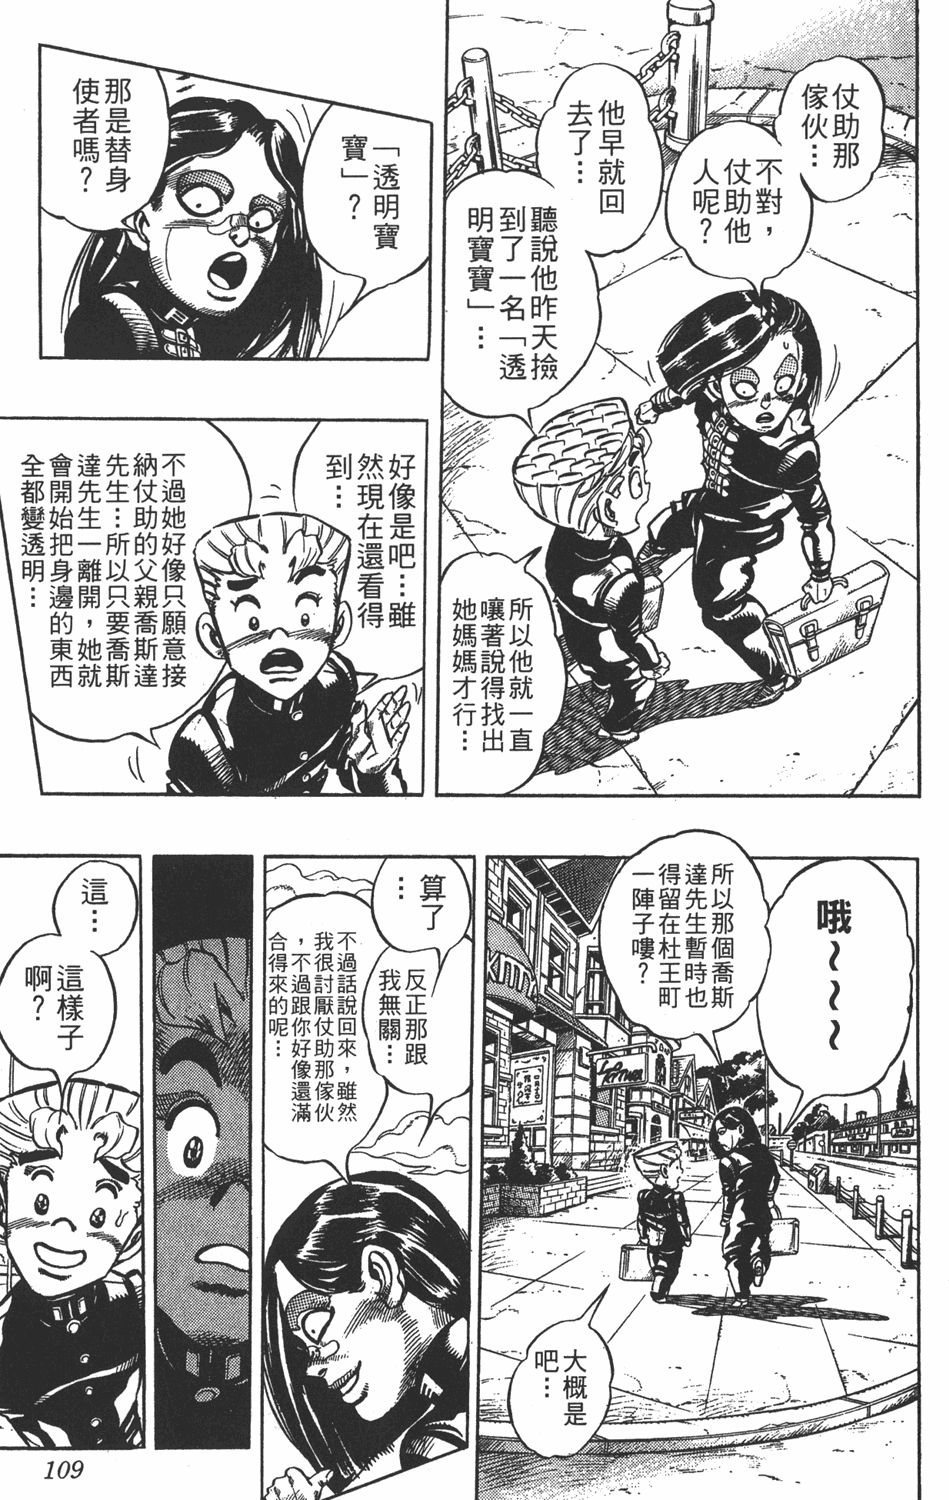 仗助那
傢伙…
不對，
仗助他
人呢？
他早就回
去了…
聽說他昨天撿
到了一名「透
明寶寶」…
所以他就一直
嚷著說得找出
她媽媽才行…
「透明寶
寶」？
那是替身
使者嗎？
好像是吧…雖
然現在還看得
到…
不過她好像只願意接
納仗助的父親喬斯達
先生…所以只要喬斯
達先生一離開，她就
會開始把身邊的東西
全都變透明…
哦～～～
所以那個喬斯
達先生暫時也
得留在杜王町
一陣子嘍？
大概是
吧…
算了
…
反正那跟
我無關…
不過話說回來，雖然
我很討厭仗助那傢伙
，不過跟你好像還滿
合得來的呢…
這…
這樣子
啊？
109